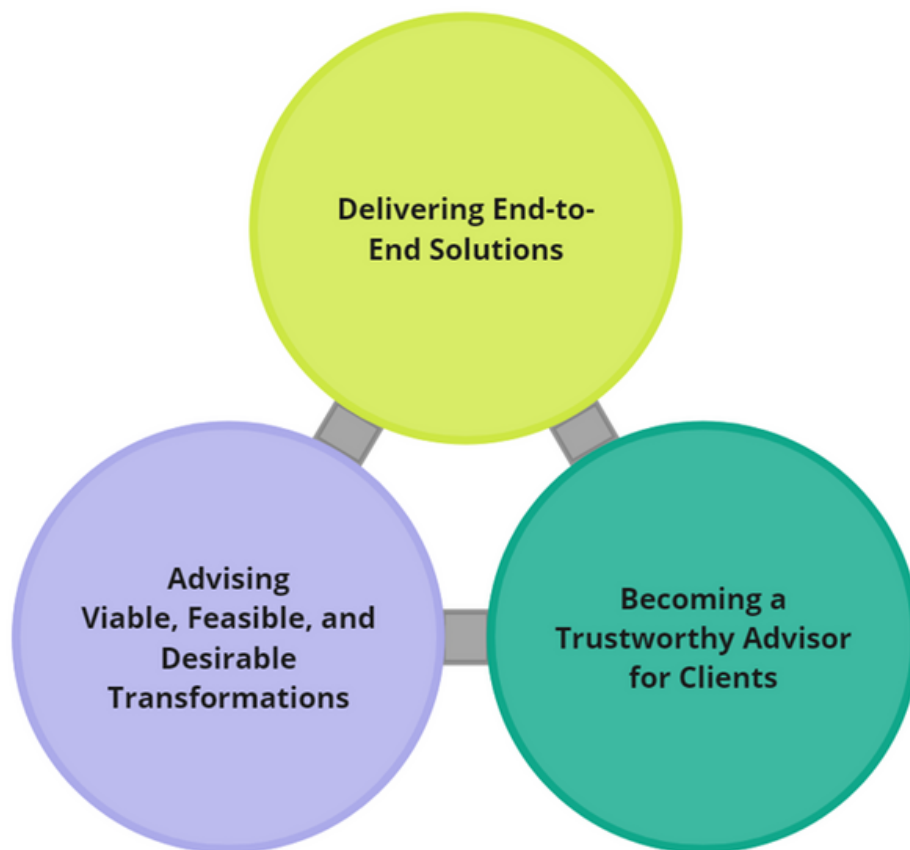 Delivering End-to-
End Solutions
Advising
Viable, Feasible, and
Desirable
Transformations
Becoming a
Trustworthy Advisor
for Clients